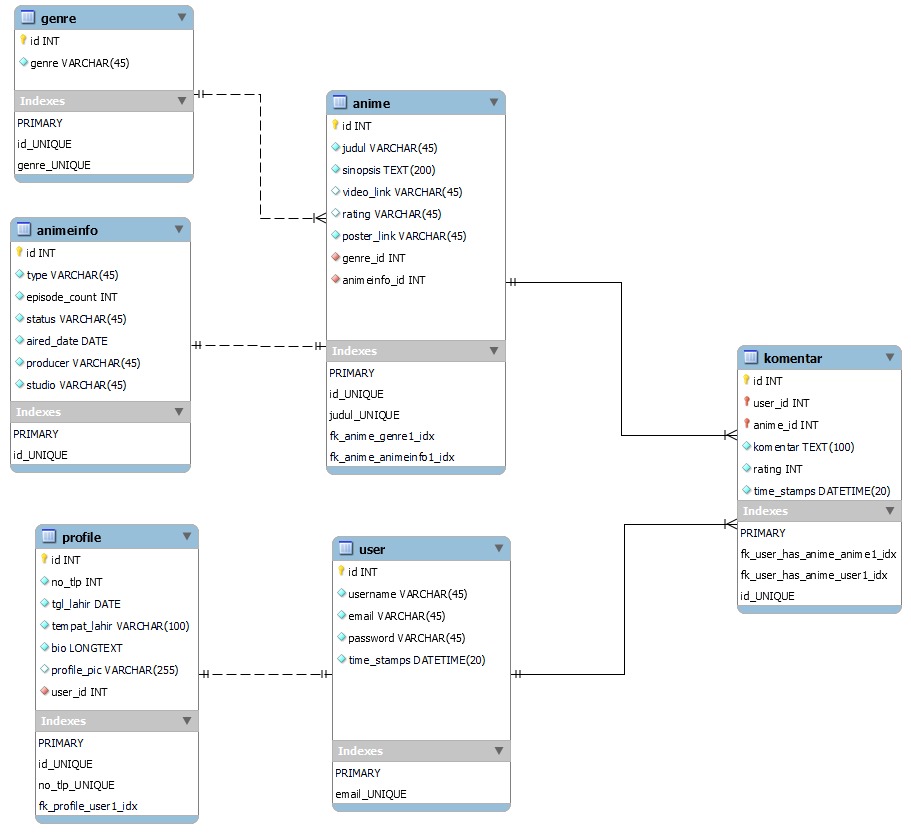 genre
id INT
genre VARCHAR(45)
Indexes
PRIMARY
id_UNIQUE
genre_UNIQUE
anime
id INT
judul VARCHAR(45)
sinopsis TEXT(200)
video_link VARCHAR(45)
rating VARCHAR(45)
poster_link VARCHAR(45)
genre_id INT
animeinfo_id INT
Indexes
PRIMARY
id_UNIQUE
judul_UNIQUE
fk_anime_genre1_idx
fk_anime_animeinfo1_idx
animeinfo
id INT
type VARCHAR(45)
episode_count INT
status VARCHAR(45)
aired_date DATE
producer VARCHAR(45)
studio VARCHAR(45)
Indexes
PRIMARY
id_UNIQUE
komentar
id INT
user_id INT
anime_id INT
komentar TEXT(100)
rating INT
time_stamps DATETIME(20)
Indexes
PRIMARY
fk_user_has_anime_anime1_idx
fk_user_has_anime_user1_idx
id_UNIQUE
profile
id INT
no_tlp INT
tgl_lahir DATE
tempat_lahir VARCHAR(100)
bio LONGTEXT
profile_pic VARCHAR(255)
user_id INT
Indexes
PRIMARY
id_UNIQUE
no_tlp_UNIQUE
fk_profile_user1_idx
user
id INT
username VARCHAR(45)
email VARCHAR(45)
password VARCHAR(45)
time_stamps DATETIME(20)
Indexes
PRIMARY
email_UNIQUE